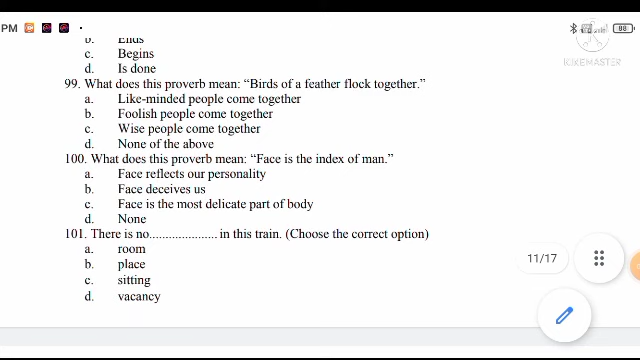 PM
88
KIKEMASTER
b. Ends
c. Begins
d. Is done
99. What does this proverb mean: “Birds of a feather flock together.”
a. Like-minded people come together
b. Foolish people come together
c. Wise people come together
d. None of the above
100. What does this proverb mean: “Face is the index of man.”
a. Face reflects our personality
b. Face deceives us
c. Face is the most delicate part of body
d. None
101. There is no..................... in this train. (Choose the correct option)
a. room
b. place
c. sitting
d. vacancy
11/17